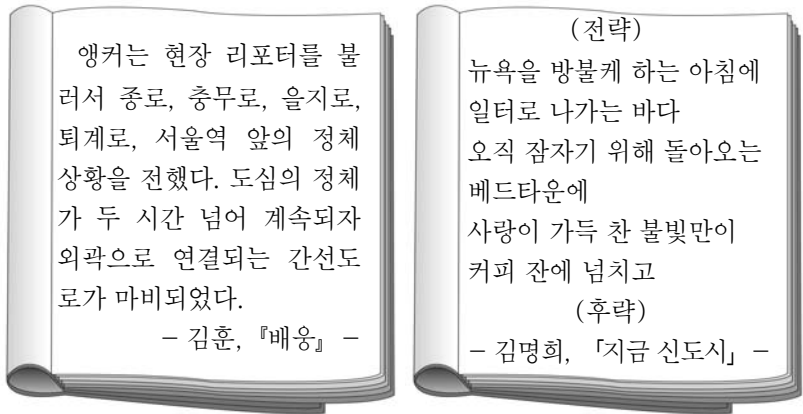 앵커는 현장 리포터를 불
러서 종로, 충무로, 을지로,
퇴계로, 서울역 앞의 정체
상황을 전했다. 도심의 정체
가 두 시간 넘어 계속되자
외곽으로 연결되는 간선도
로가 마비되었다.
- 김훈, 『배웅』 -
(전략)
뉴욕을 방불케 하는 아침에
일터로 나가는 바다
오직 잠자기 위해 돌아오는
베드타운에
사랑이 가득 찬 불빛만이
커피 잔에 넘치고
(후략)
- 김명희, 「지금 신도시」 -